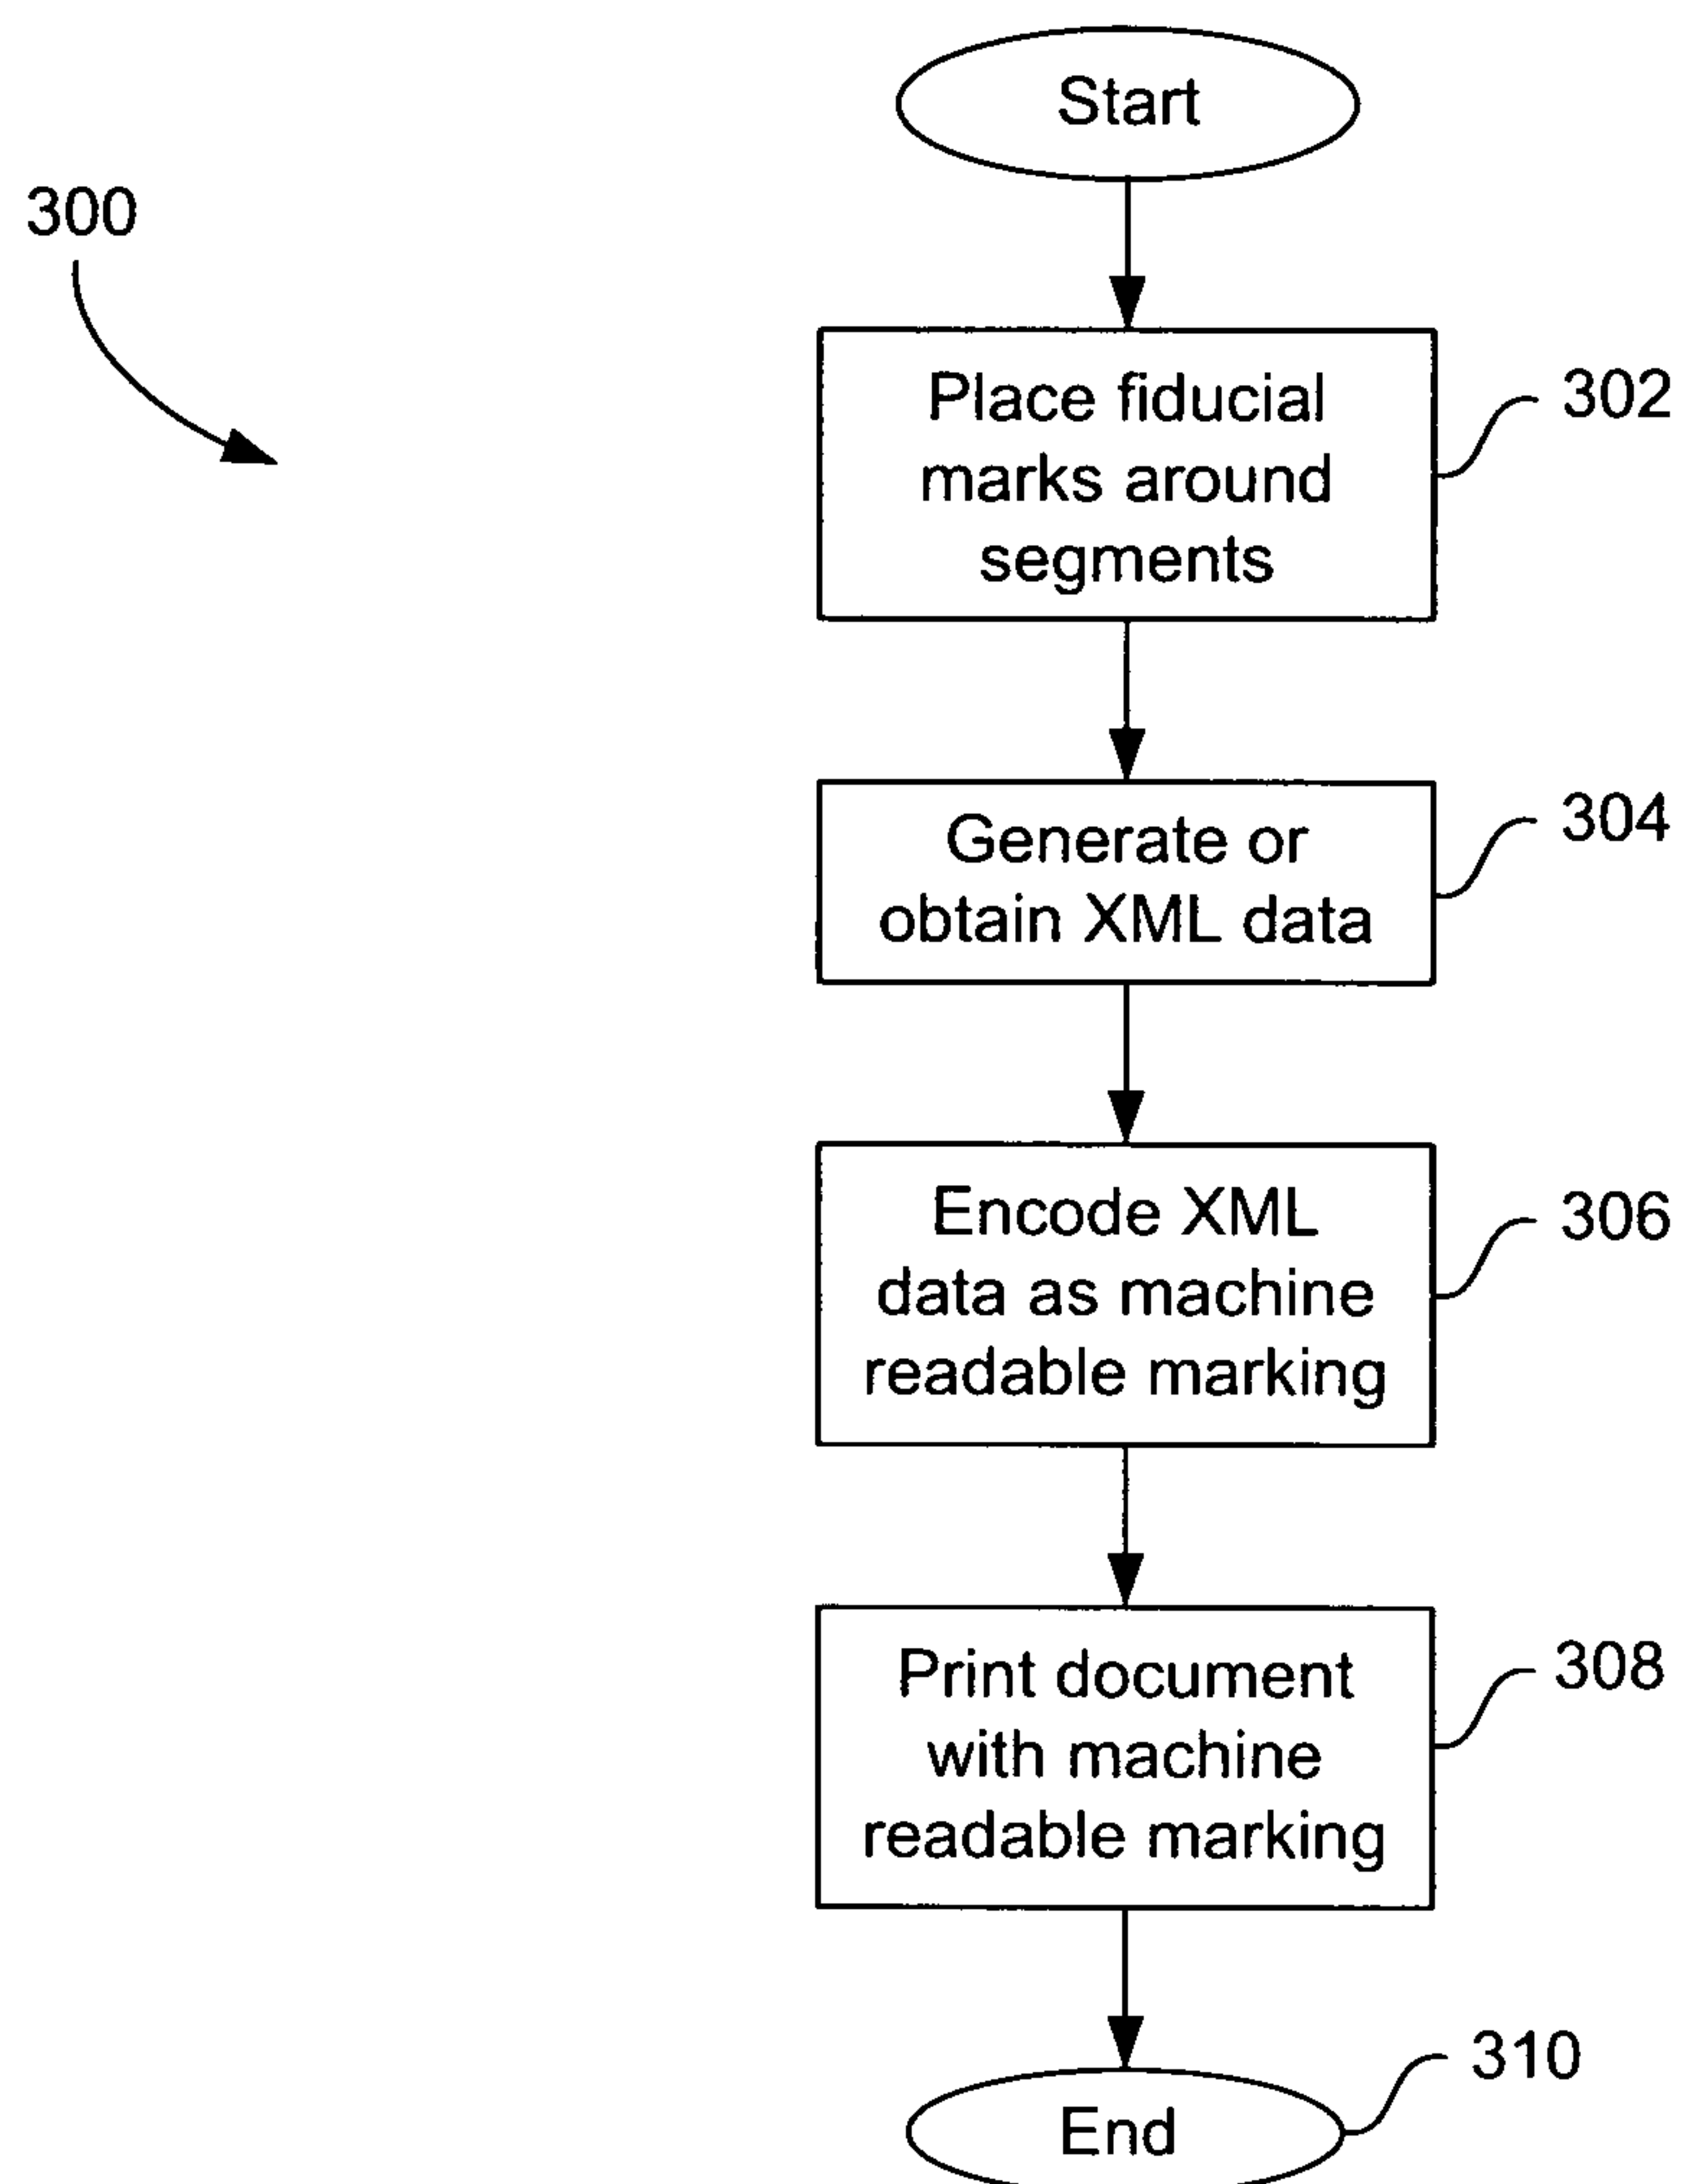 Start
300
Place fiducial
marks around
segments
302
Generate or
obtain XML data
304
Encode XML
data as machine
readable marking
306
Print document
with machine
readable marking
308
End
310